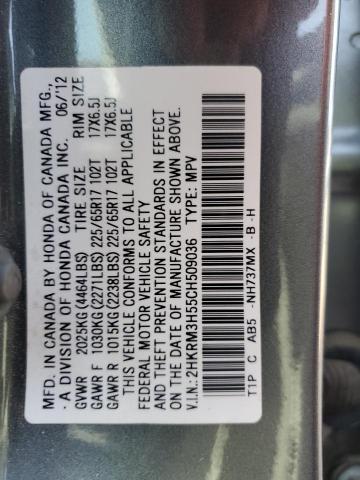 MFD. IN CANADA BY HONDA OF CANADA MFG.,
A DIVISION OF HONDA CANADA INC. 06/12
GVWR 2025KG (4464LBS) TIRE SIZE RIM SIZE
GAWR F 1030KG (2271LBS) 225/65R17 102T 17X6.5J
GAWR R 1015KG (2238LBS) 225/65R17 102T 17X6.5J
THIS VEHICLE CONFORMS TO ALL APPLICABLE
FEDERAL MOTOR VEHICLE SAFETY
AND THEFT PREVENTION STANDARDS IN EFFECT
ON THE DATE OF MANUFACTURE SHOWN ABOVE.
V.I.N.: 2HKRM3H55CH509036 TYPE: MPV
T1P C AB5 -NH737MX -B -H